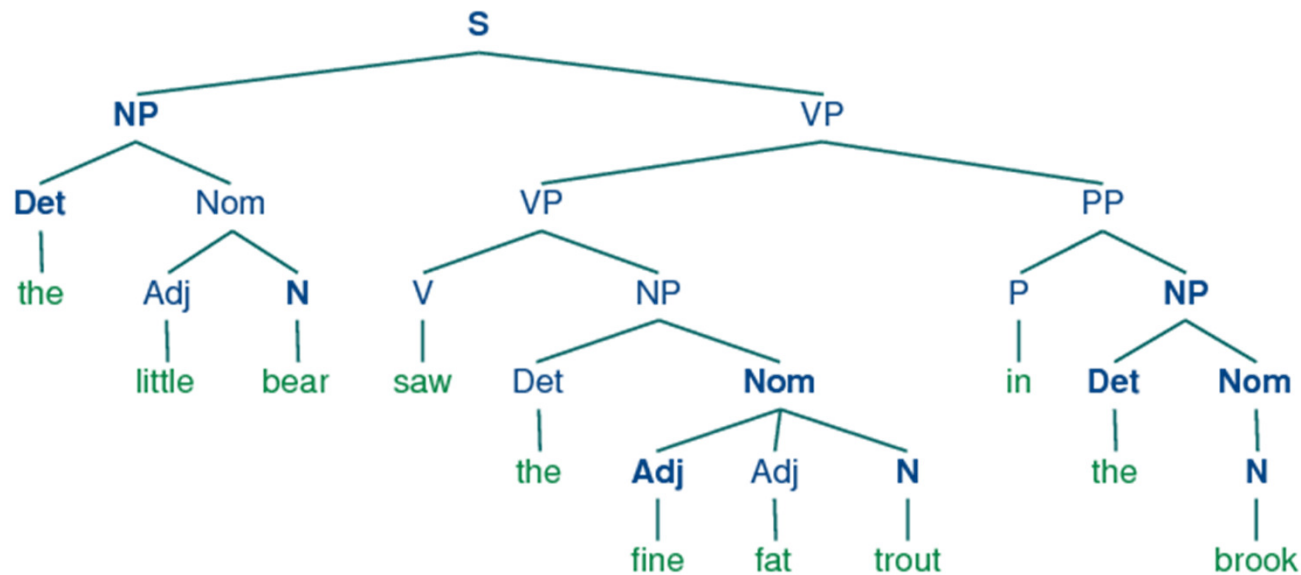 S
NP VP
Det Nom VP PP
the Adj N V NP P NP
little bear saw Det Nom in Det Nom
the Adj Adj N the N
fine fat trout brook